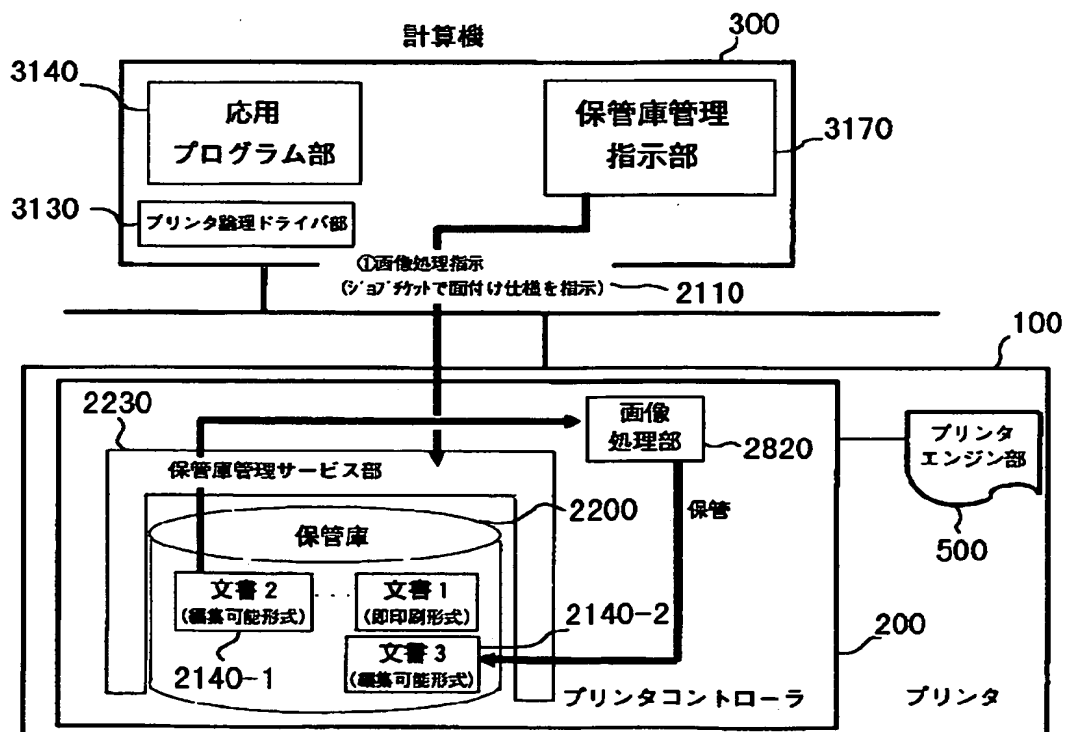 計算機
300
3140
応用
プログラム部
保管庫管理
指示部
3170
3130
プリンタ論理ドライバ部
①画像処理指示
(ジョブチケットで面付け仕様を指示)
2110
100
2230
画像
処理部
2820
プリンタ
エンジン部
500
保管庫管理サービス部
保管
2200
保管庫
文書2
(編集可能形式)
・・・
文書1
(即印刷形式)
2140-2
200
文書3
(編集可能形式)
2140-1
プリンタコントローラ
プリンタ